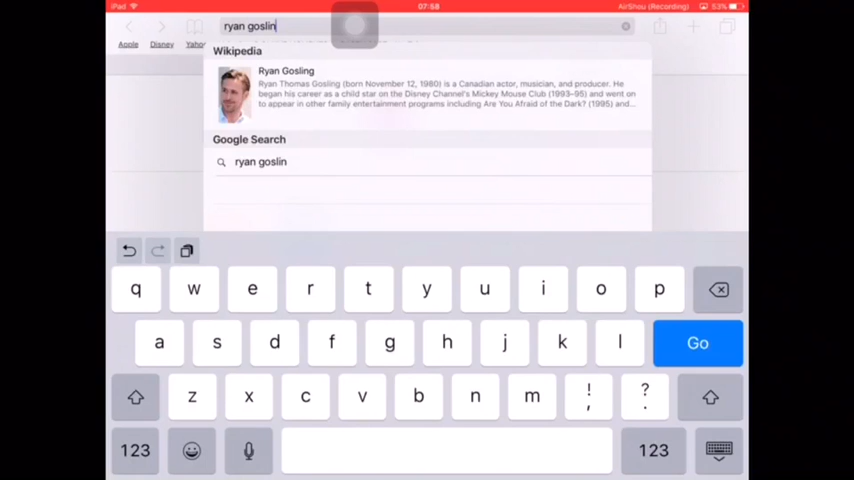 iPad 07:58 AirShou (Recording) 53%
ryan goslin
Apple Disney Yahoo
Wikipedia
Ryan Gosling
Ryan Thomas Gosling (born November 12, 1980) is a Canadian actor, musician, and producer. He
began his career as a child star on the Disney Channel's Mickey Mouse Club (1993–95) and went on
to appear in other family entertainment programs including Are You Afraid of the Dark? (1995) and...
Google Search
ryan goslin
q w e r t y u i o p
a s d f g h j k l Go
z x c v b n m ! , ? .
123 123